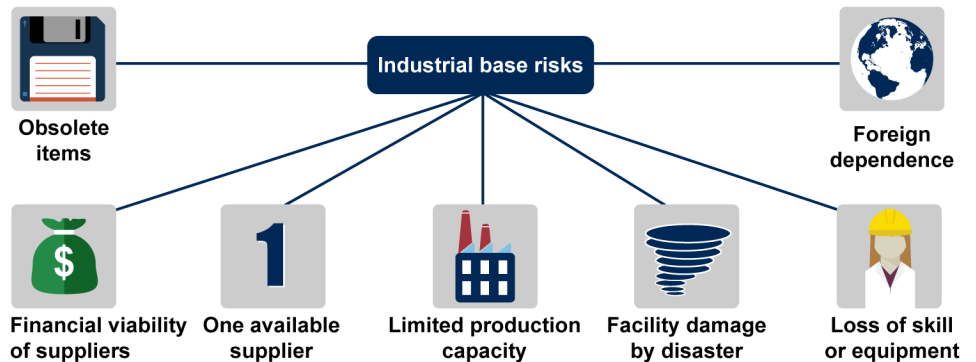 Industrial base risks
Obsolete
items
Foreign
dependence
$
1
Financial viability
of suppliers
One available
supplier
Limited production
capacity
Facility damage
by disaster
Loss of skill
or equipment